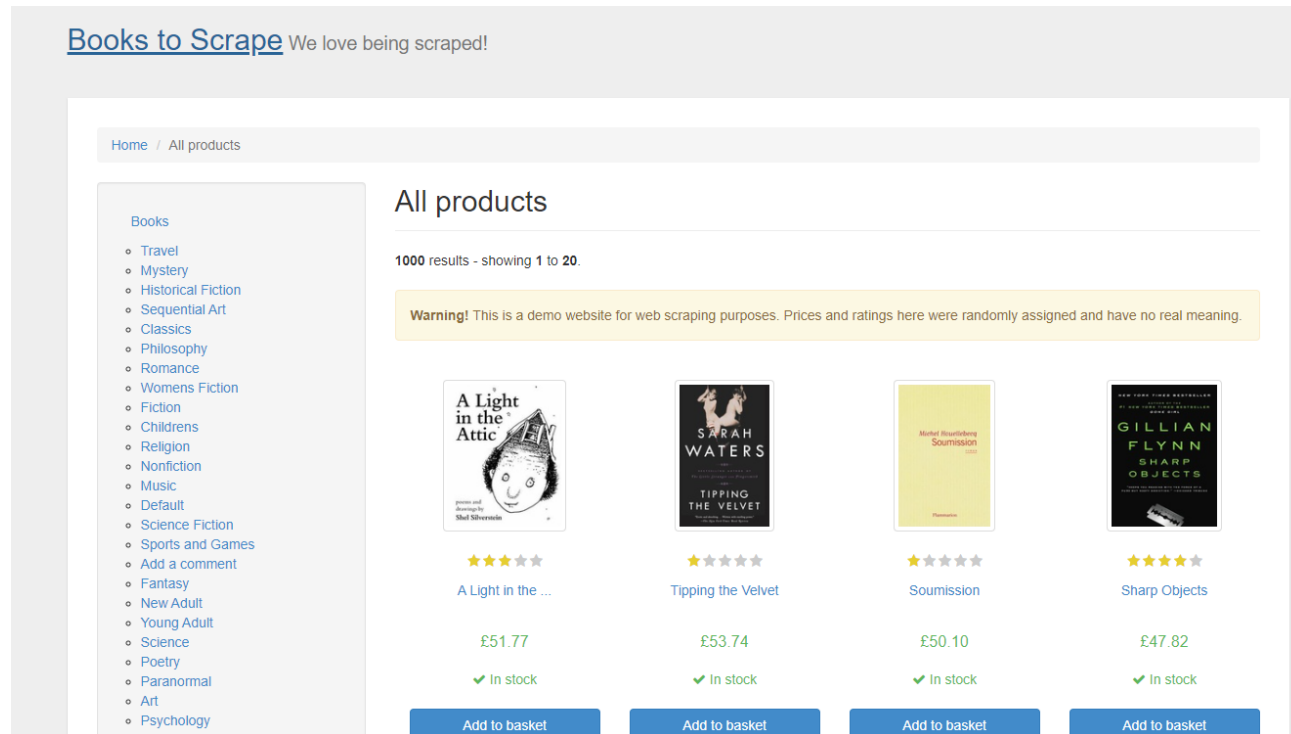 Books to Scrape We love being scraped!
Home / All products
Books
Travel
Mystery
Historical Fiction
Sequential Art
Classics
Philosophy
Romance
Womens Fiction
Fiction
Childrens
Religion
Nonfiction
Music
Default
Science Fiction
Sports and Games
Add a comment
Fantasy
New Adult
Young Adult
Science
Poetry
Paranormal
Art
Psychology
All products
1000 results - showing 1 to 20.
Warning! This is a demo website for web scraping purposes. Prices and ratings here were randomly assigned and have no real meaning.
A Light
in the
Attic
poems and
drawings by
Shel Silverstein
A Light in the ...
£51.77
In stock
Add to basket
SARAH
WATERS
TIPPING
THE VELVET
Tipping the Velvet
£53.74
In stock
Add to basket
Michel Houellebecq
Soumission
Flammarion
Soumission
£50.10
In stock
Add to basket
NEW YORK TIMES BESTSELLER
GILLIAN
FLYNN
SHARP
OBJECTS
Sharp Objects
£47.82
In stock
Add to basket